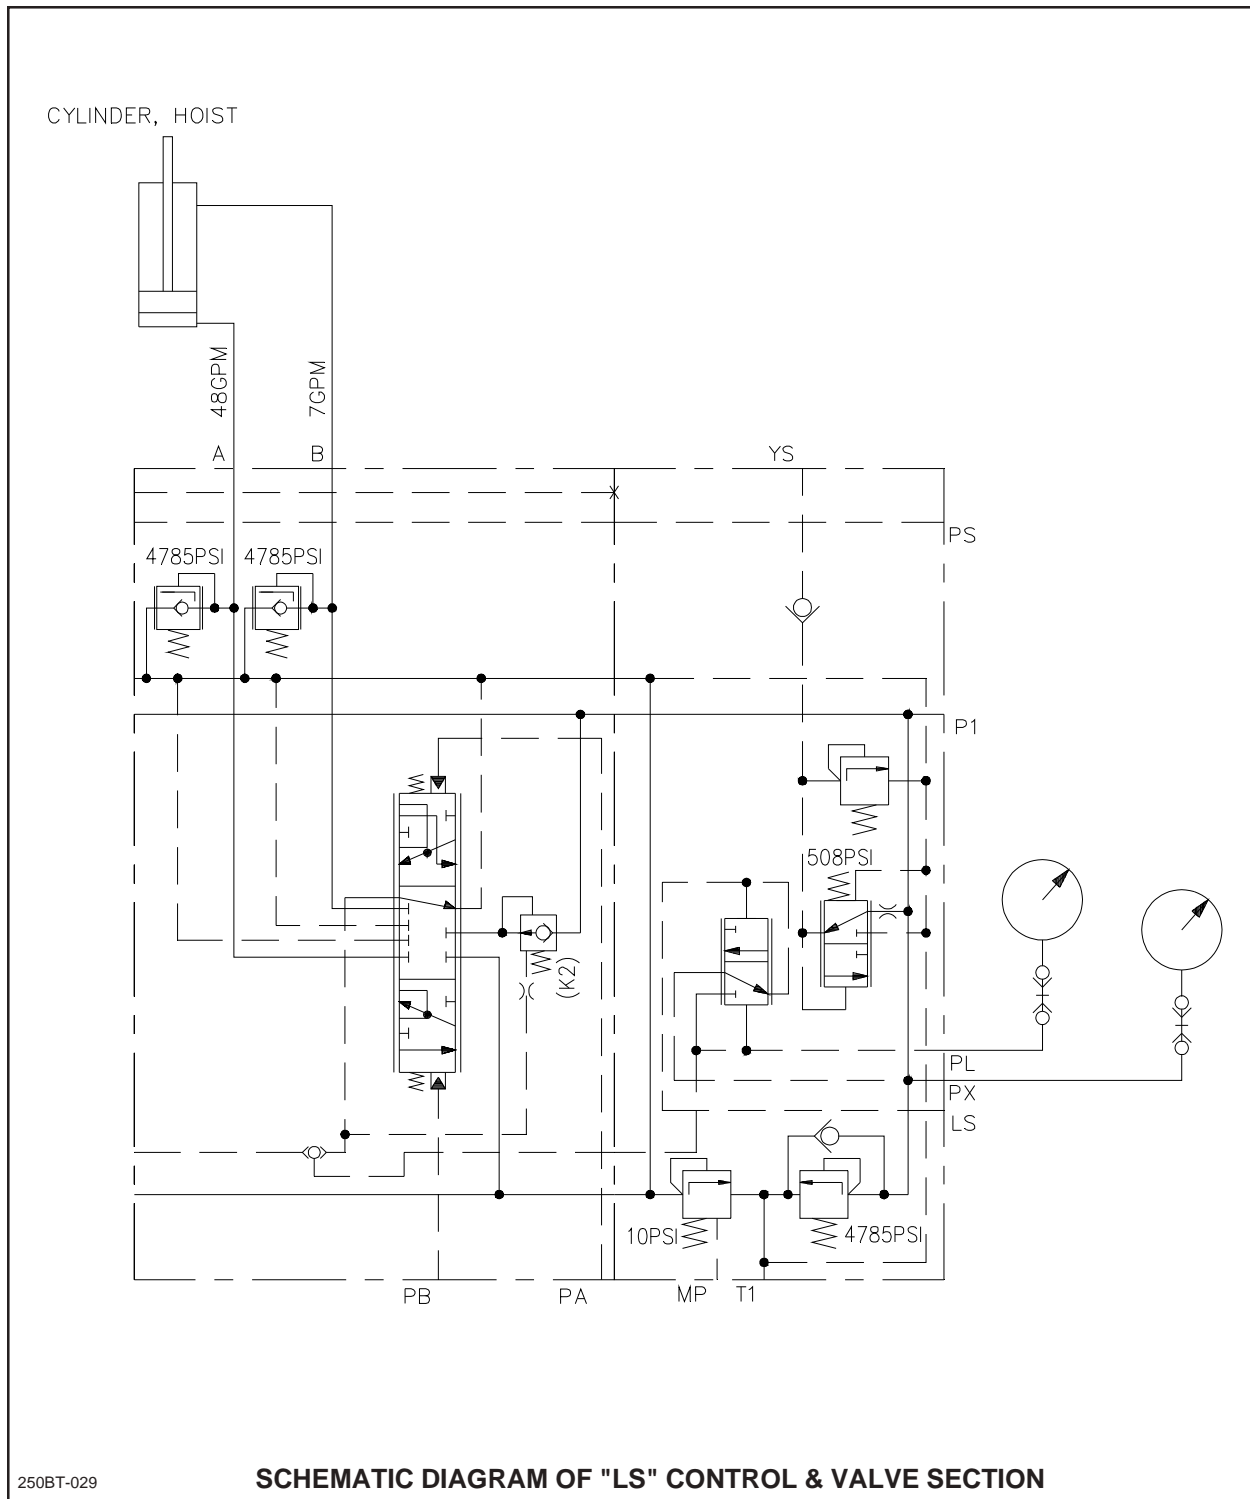 CYLINDER, HOIST
48GPM
7GPM
A
B
YS
PS
4785PSI
4785PSI
P1
508PSI
(K2)
PL
PX
LS
10PSI
4785PSI
PB
PA
MP
T1
250BT-029
SCHEMATIC DIAGRAM OF "LS" CONTROL & VALVE SECTION